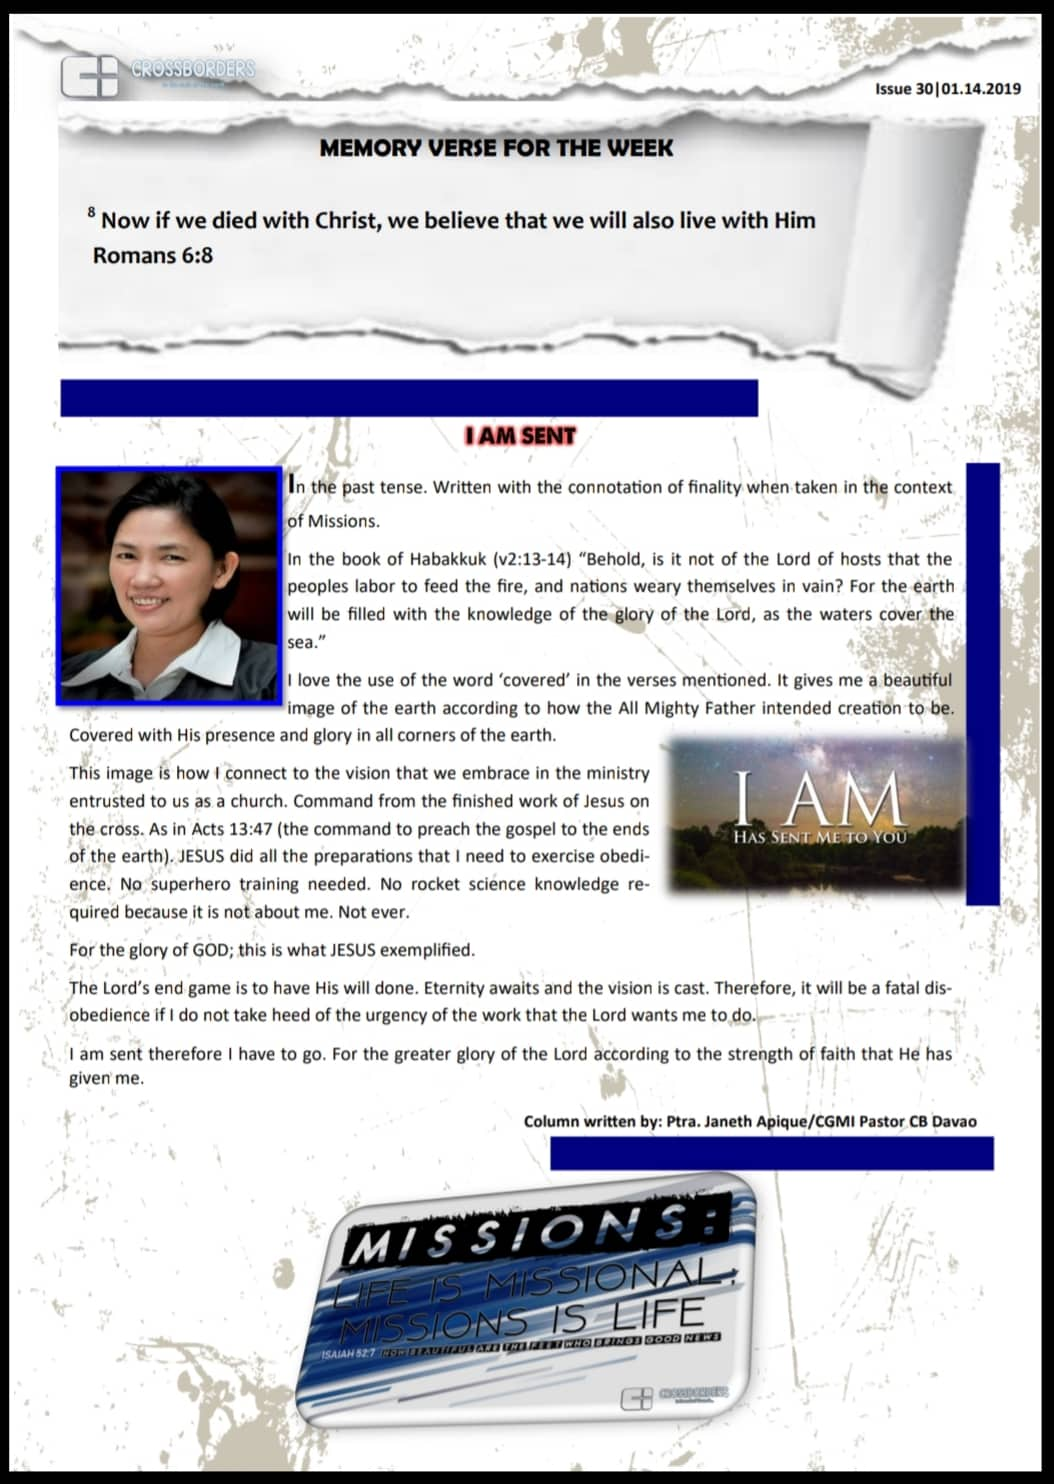 CROSSBORDERS
Issue 30|01.14.2019
MEMORY VERSE FOR THE WEEK
8 Now if we died with Christ, we believe that we will also live with Him
Romans 6:8
I AM SENT
In the past tense. Written with the connotation of finality when taken in the context
of Missions.
In the book of Habakkuk (v2:13-14) “Behold, is it not of the Lord of hosts that the
peoples labor to feed the fire, and nations weary themselves in vain? For the earth
will be filled with the knowledge of the glory of the Lord, as the waters cover the
sea.”
I love the use of the word ‘covered’ in the verses mentioned. It gives me a beautiful
image of the earth according to how the All Mighty Father intended creation to be.
Covered with His presence and glory in all corners of the earth.
This image is how I connect to the vision that we embrace in the ministry
entrusted to us as a church. Command from the finished work of Jesus on
the cross. As in Acts 13:47 (the command to preach the gospel to the ends
of the earth). JESUS did all the preparations that I need to exercise obedi-
ence. No superhero training needed. No rocket science knowledge re-
quired because it is not about me. Not ever.
I AM
HAS SENT ME TO YOU
For the glory of GOD; this is what JESUS exemplified.
The Lord’s end game is to have His will done. Eternity awaits and the vision is cast. Therefore, it will be a fatal dis-
obedience if I do not take heed of the urgency of the work that the Lord wants me to do.
I am sent therefore I have to go. For the greater glory of the Lord according to the strength of faith that He has
given me.
Column written by: Ptra. Janeth Apique/CGMI Pastor CB Davao
MISSIONS:
LIFE IS MISSIONAL;
MISSIONS IS LIFE
ISAIAH 52:7 HOW BEAUTIFUL ARE THE FEET WHO BRINGS GOOD NEWS
CROSSBORDERS